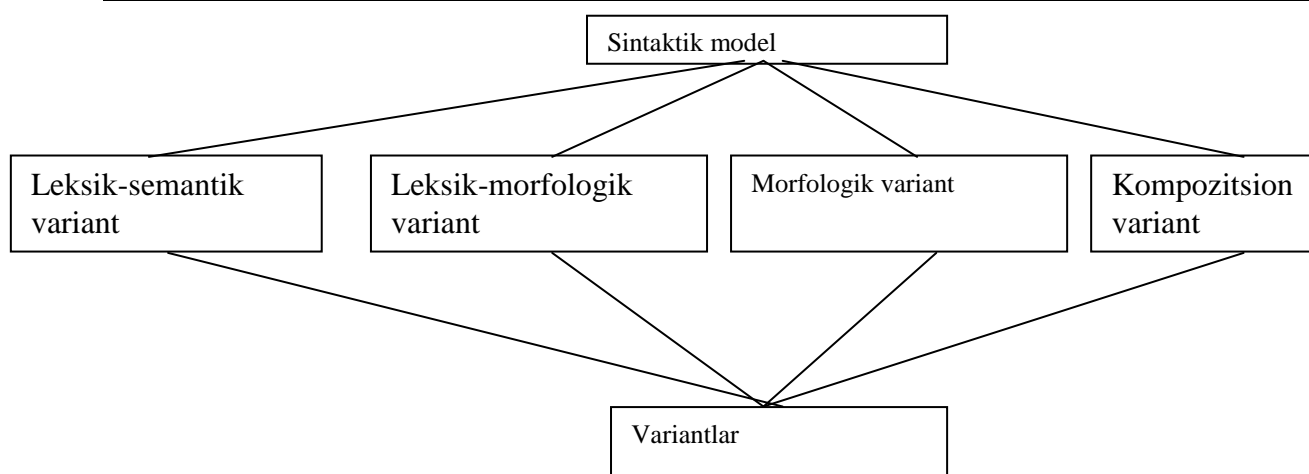 Sintaktik model
Leksik-semantik
variant
Leksik-morfologik
variant
Morfologik variant
Kompozitsion
variant
Variantlar